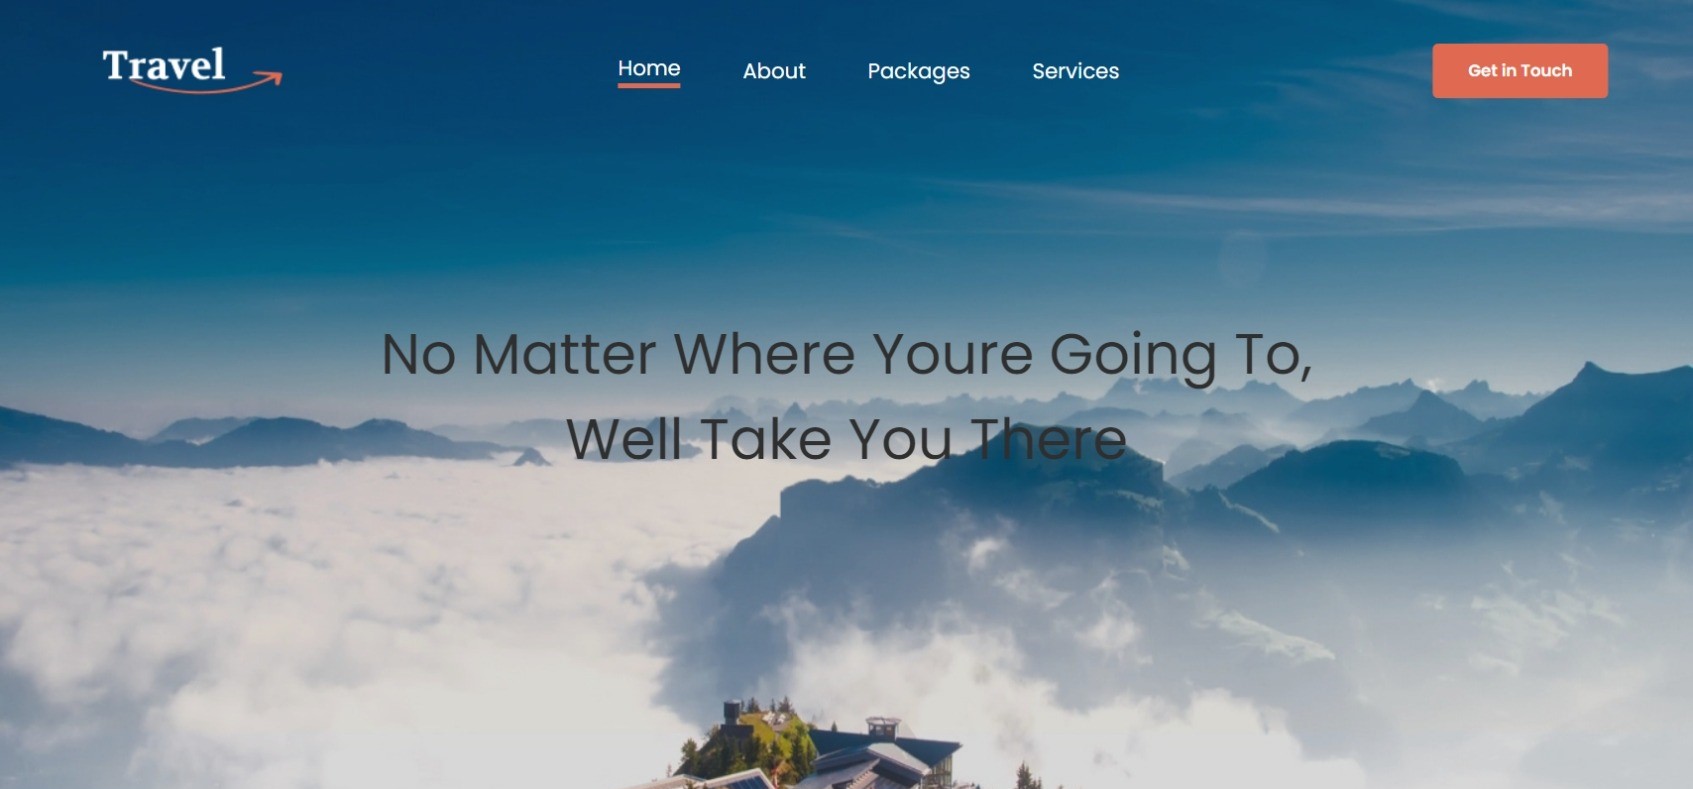 Travel
Home About Packages Services
Get in Touch
No Matter Where Youre Going To,
Well Take You There